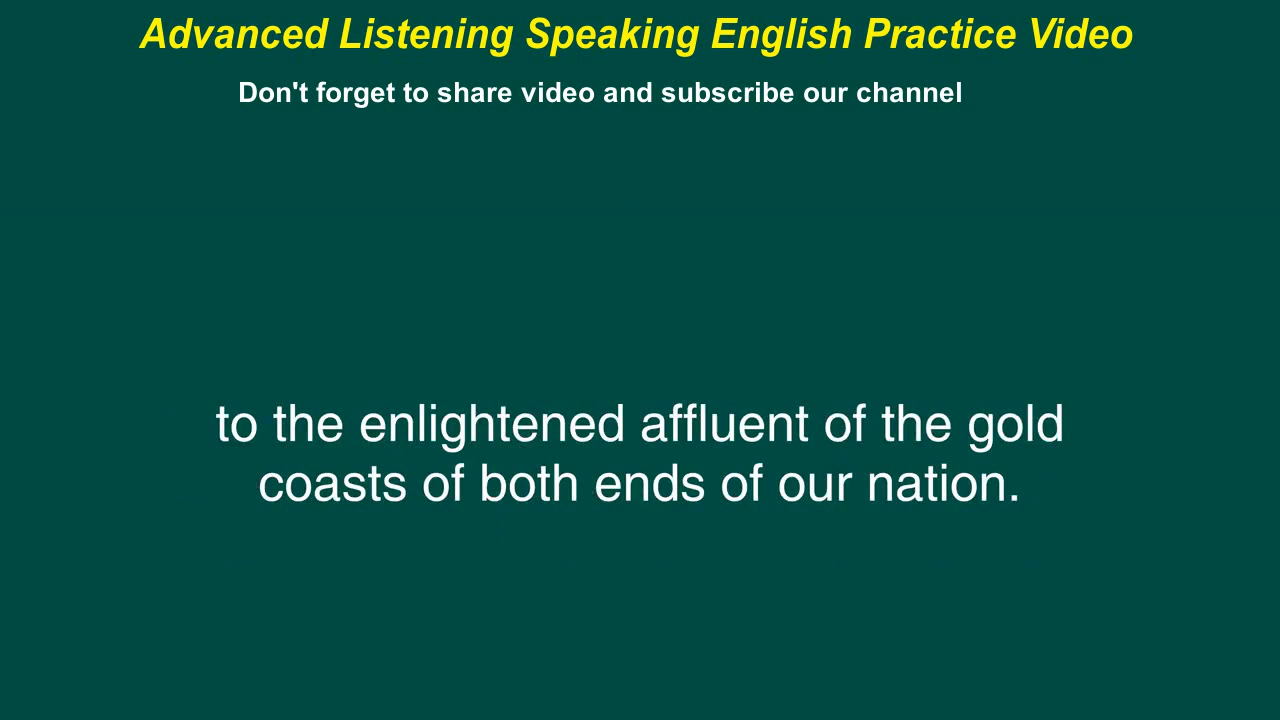 Advanced Listening Speaking English Practice Video
Don't forget to share video and subscribe our channel
to the enlightened affluent of the gold
coasts of both ends of our nation.